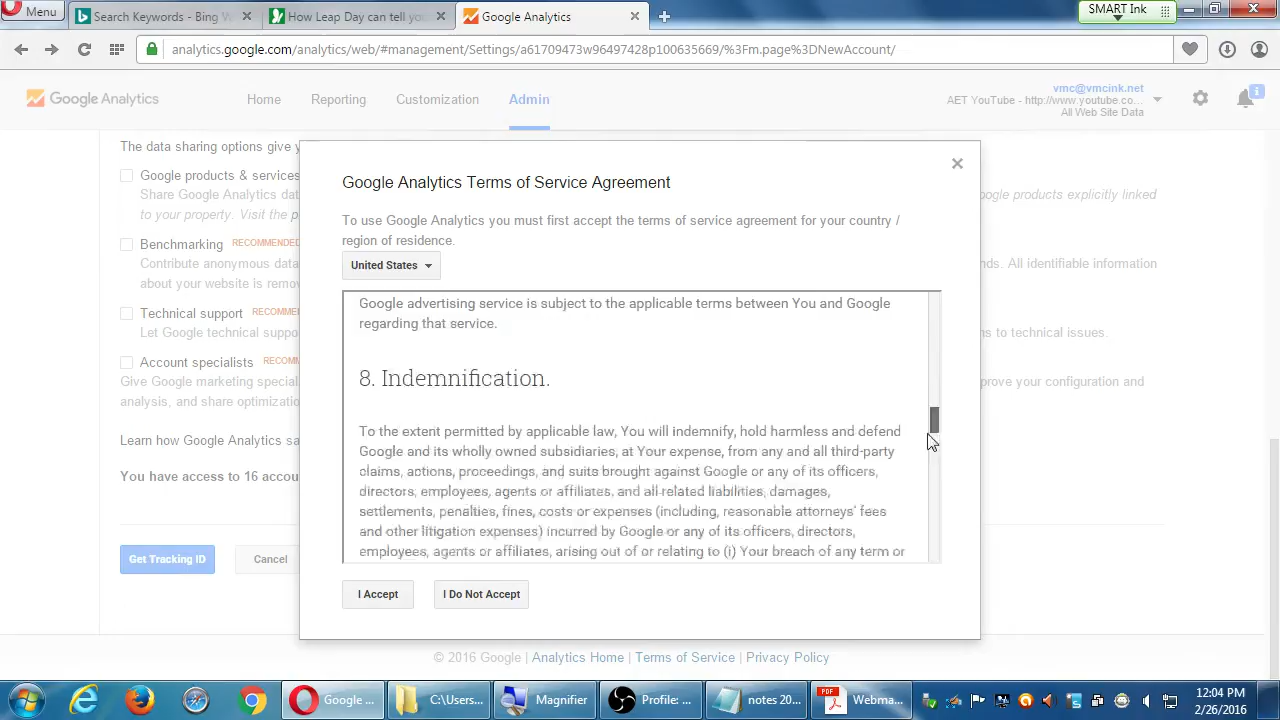 Menu
Search Keywords - Bing W
How Leap Day can tell you
Google Analytics
SMART Ink
analytics.google.com/analytics/web/#management/Settings/a61709473w96497428p100635669/%3Fm.page%3DNewAccount/
Google Analytics
Home
Reporting
Customization
Admin
vmc@vmcink.net
AET YouTube - http://www.youtube.co...
All Web Site Data
The data sharing options give y
Google products & services
Share Google Analytics dat
oogle products explicitly linked
to your property. Visit the p
Benchmarking RECOMMENDED
Contribute anonymous data
nds. All identifiable information
about your website is remov
Technical support RECOMM
Let Google technical suppo
ns to technical issues.
Account specialists RECOM
Give Google marketing special
prove your configuration and
analysis, and share optimizatio
Learn how Google Analytics sa
You have access to 16 accou
Get Tracking ID
Cancel
Google Analytics Terms of Service Agreement
To use Google Analytics you must first accept the terms of service agreement for your country /
region of residence.
United States
Google advertising service is subject to the applicable terms between You and Google
regarding that service.
8. Indemnification.
To the extent permitted by applicable law, You will indemnify, hold harmless and defend
Google and its wholly owned subsidiaries, at Your expense, from any and all third-party
claims, actions, proceedings, and suits brought against Google or any of its officers,
directors, employees, agents or affiliates, and all related liabilities, damages,
settlements, penalties, fines, costs or expenses (including, reasonable attorneys' fees
and other litigation expenses) incurred by Google or any of its officers, directors,
employees, agents or affiliates, arising out of or relating to (i) Your breach of any term or
I Accept
I Do Not Accept
© 2016 Google | Analytics Home | Terms of Service | Privacy Policy
Google ...
C:\Users...
Magnifier
Profile: ...
notes 20...
PDF
Webma...
12:04 PM
2/26/2016